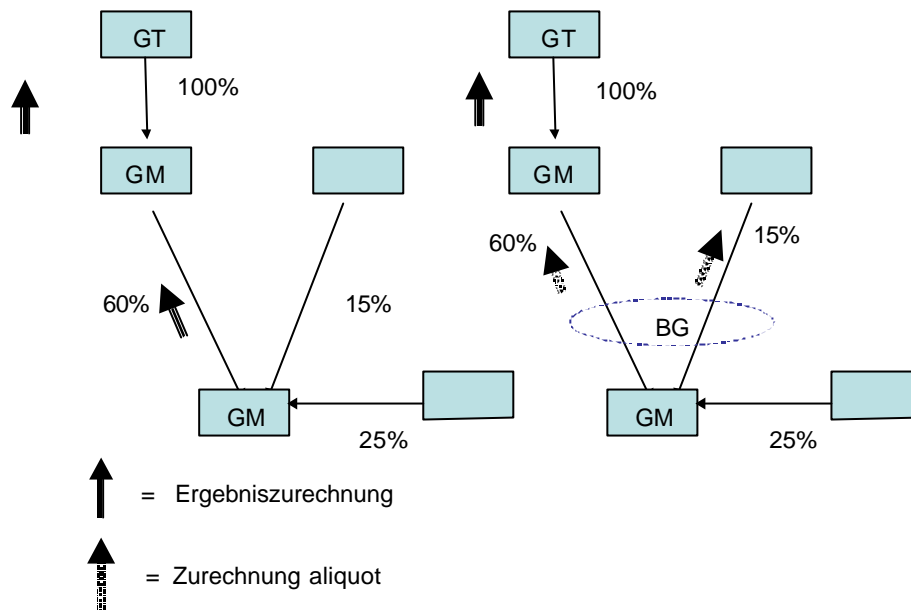 GT
100%
GM
60%
15%
GM
25%
GT
100%
GM
60%
15%
BG
GM
25%
= Ergebniszurechnung
= Zurechnung aliquot